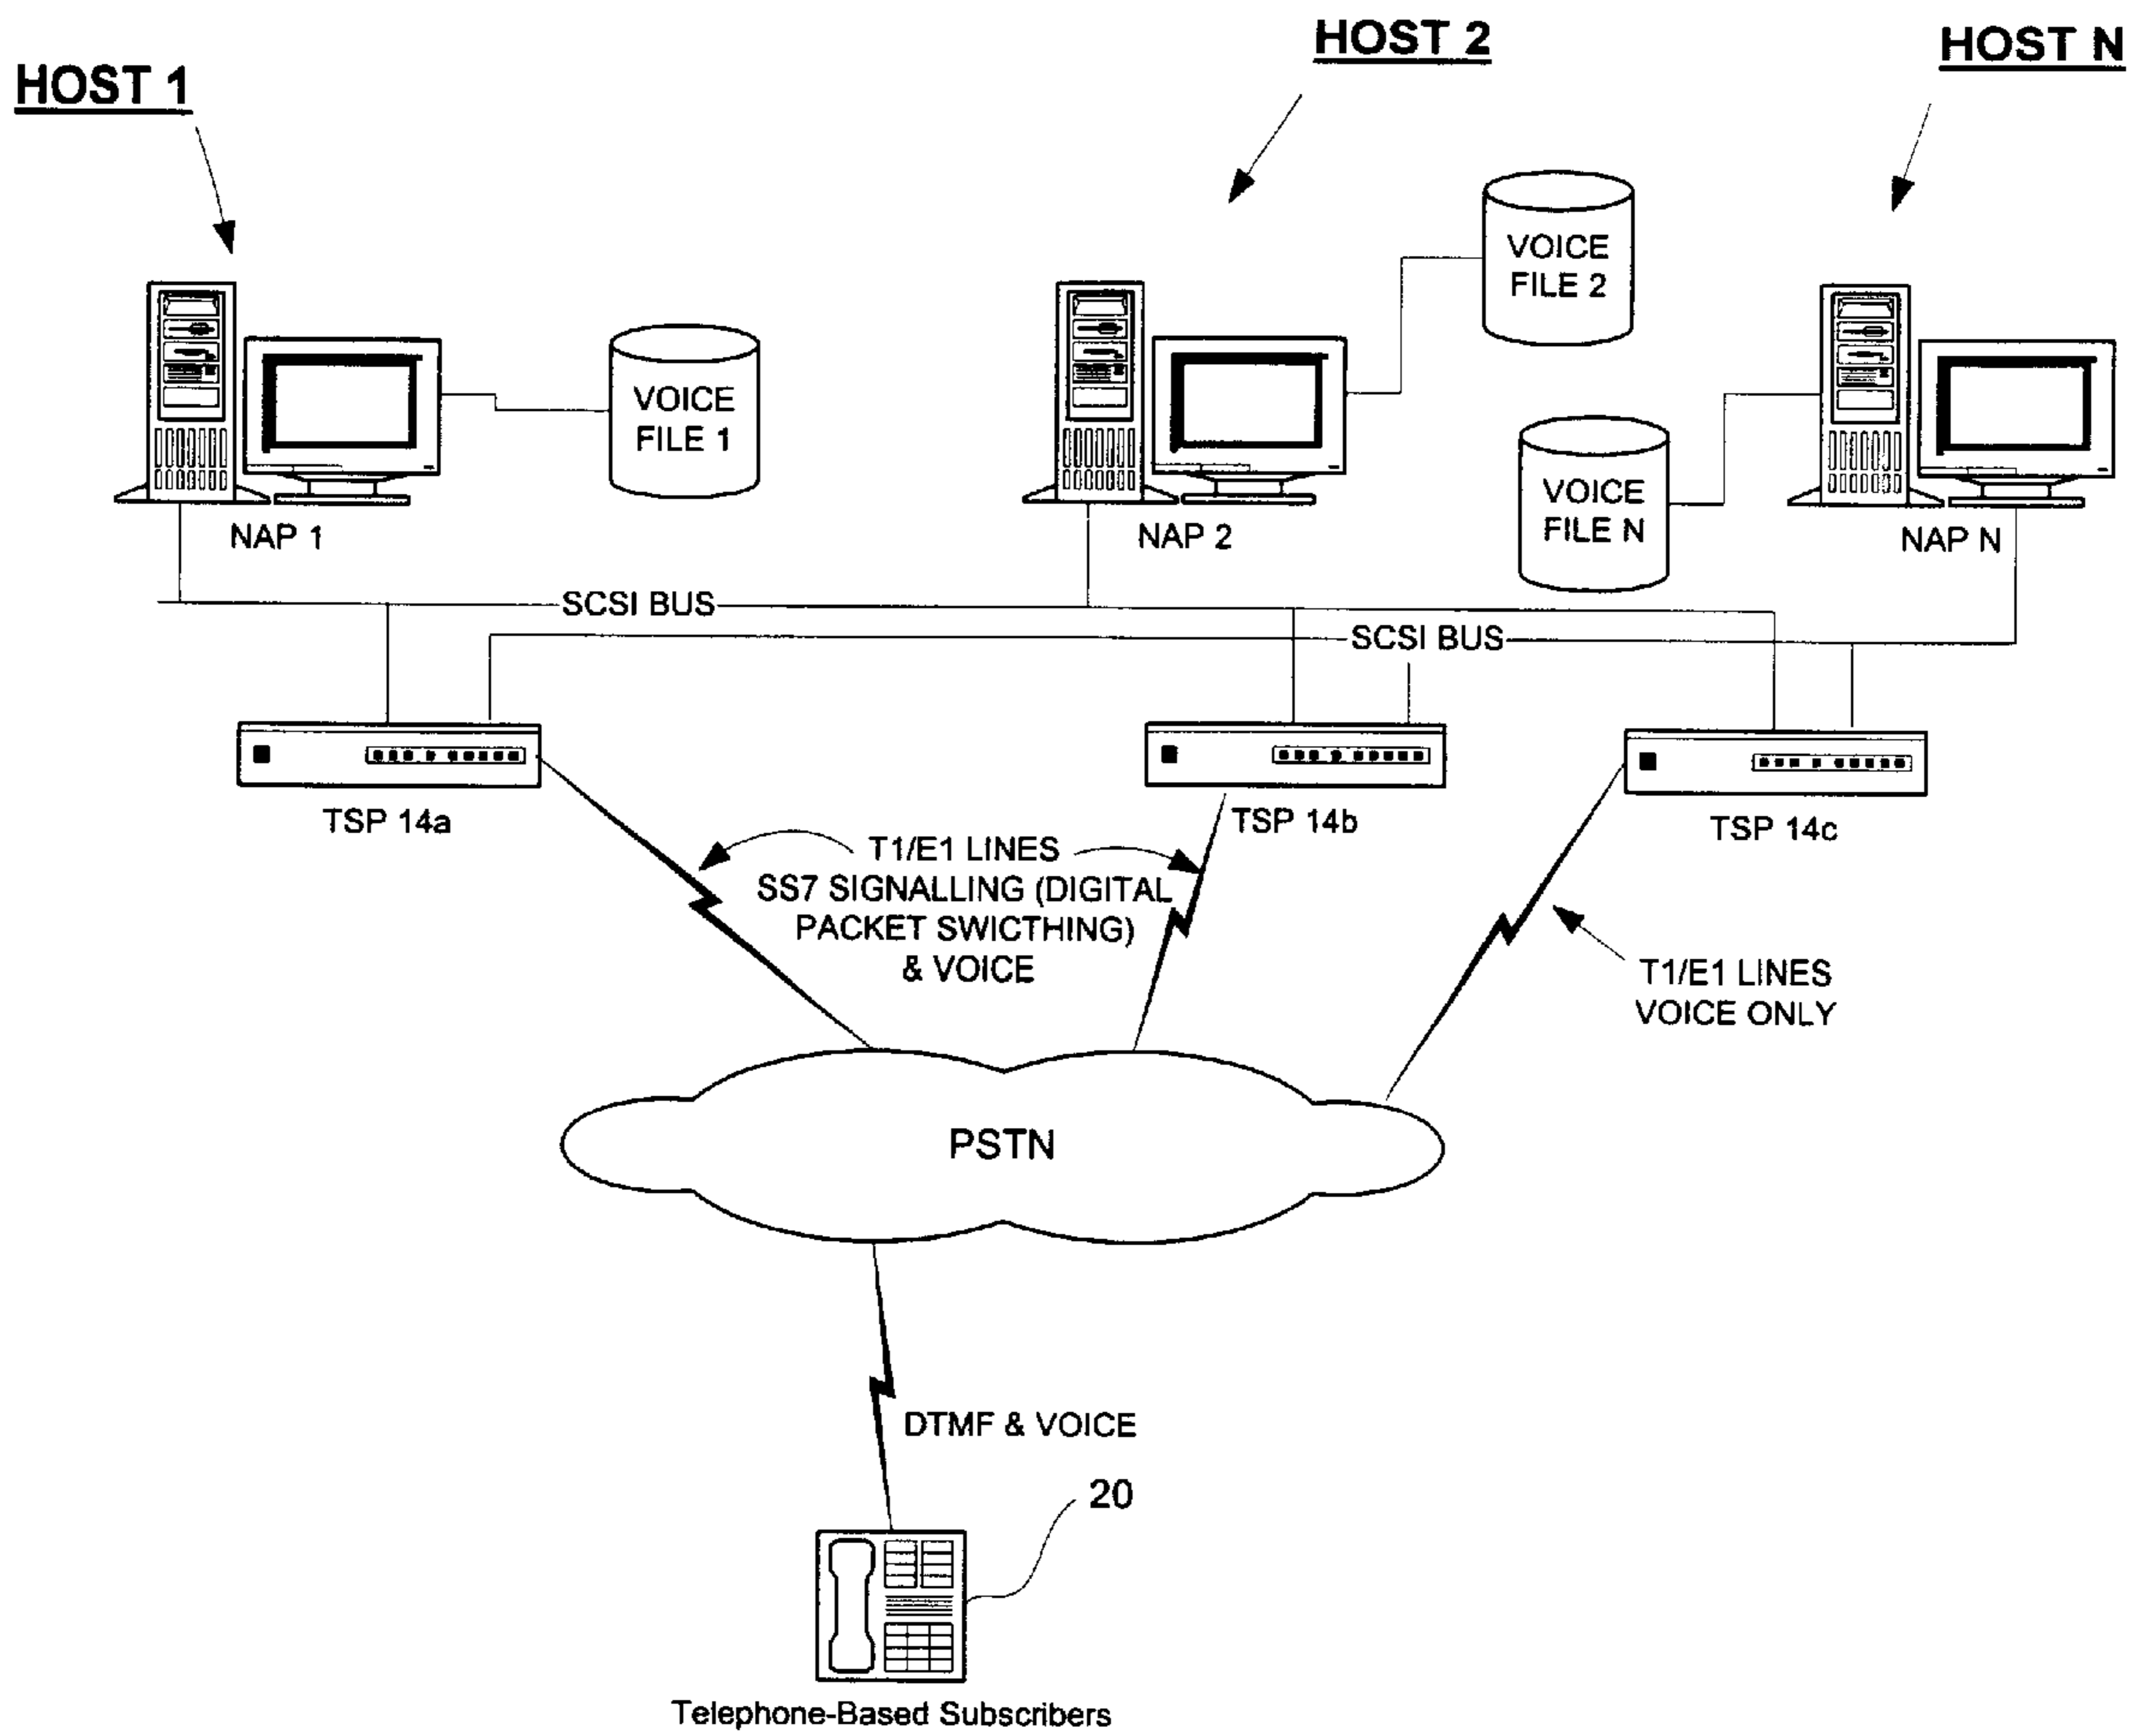 HOST 1
HOST 2
HOST N
VOICE
FILE 1
VOICE
FILE 2
VOICE
FILE N
NAP 1
NAP 2
NAP N
SCSI BUS
SCSI BUS
TSP 14a
TSP 14b
TSP 14c
T1/E1 LINES
SS7 SIGNALLING (DIGITAL
PACKET SWICTHING)
& VOICE
T1/E1 LINES
VOICE ONLY
PSTN
DTMF & VOICE
20
Telephone-Based Subscribers